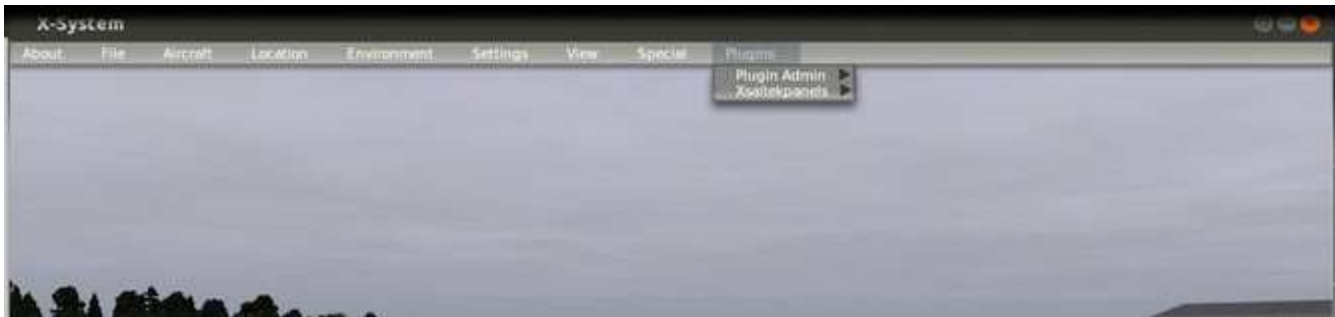 X-System
About File Aircraft Location Environment Settings View Special Plugins
Plugin Admin
Xsaitekpanels